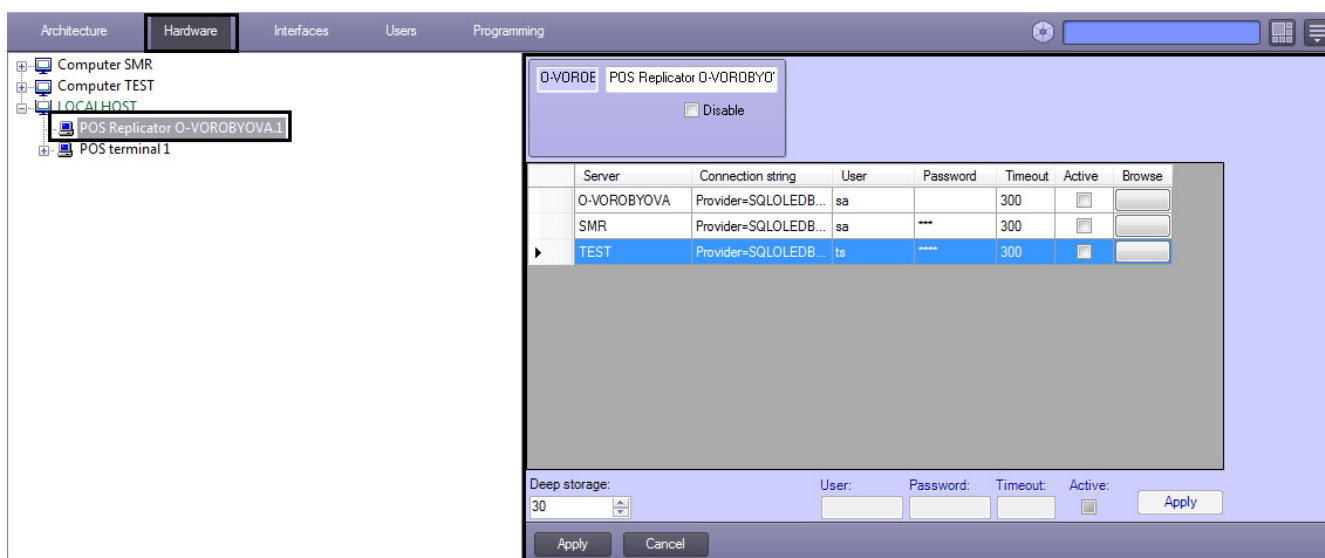 Architecture Hardware Interfaces Users Programming
Computer SMR
Computer TEST
LOCALHOST
POS Replicator O-VOROBYOVA.1
POS terminal 1
O-VOROE POS Replicator O-VOROBYO'
Disable
Server Connection string User Password Timeout Active Browse
O-VOROBYOVA Provider=SQLOLEDB... sa 300
SMR Provider=SQLOLEDB... sa *** 300
TEST Provider=SQLOLEDB... ts **** 300
Deep storage: User: Password: Timeout: Active:
30 Apply
Apply Cancel